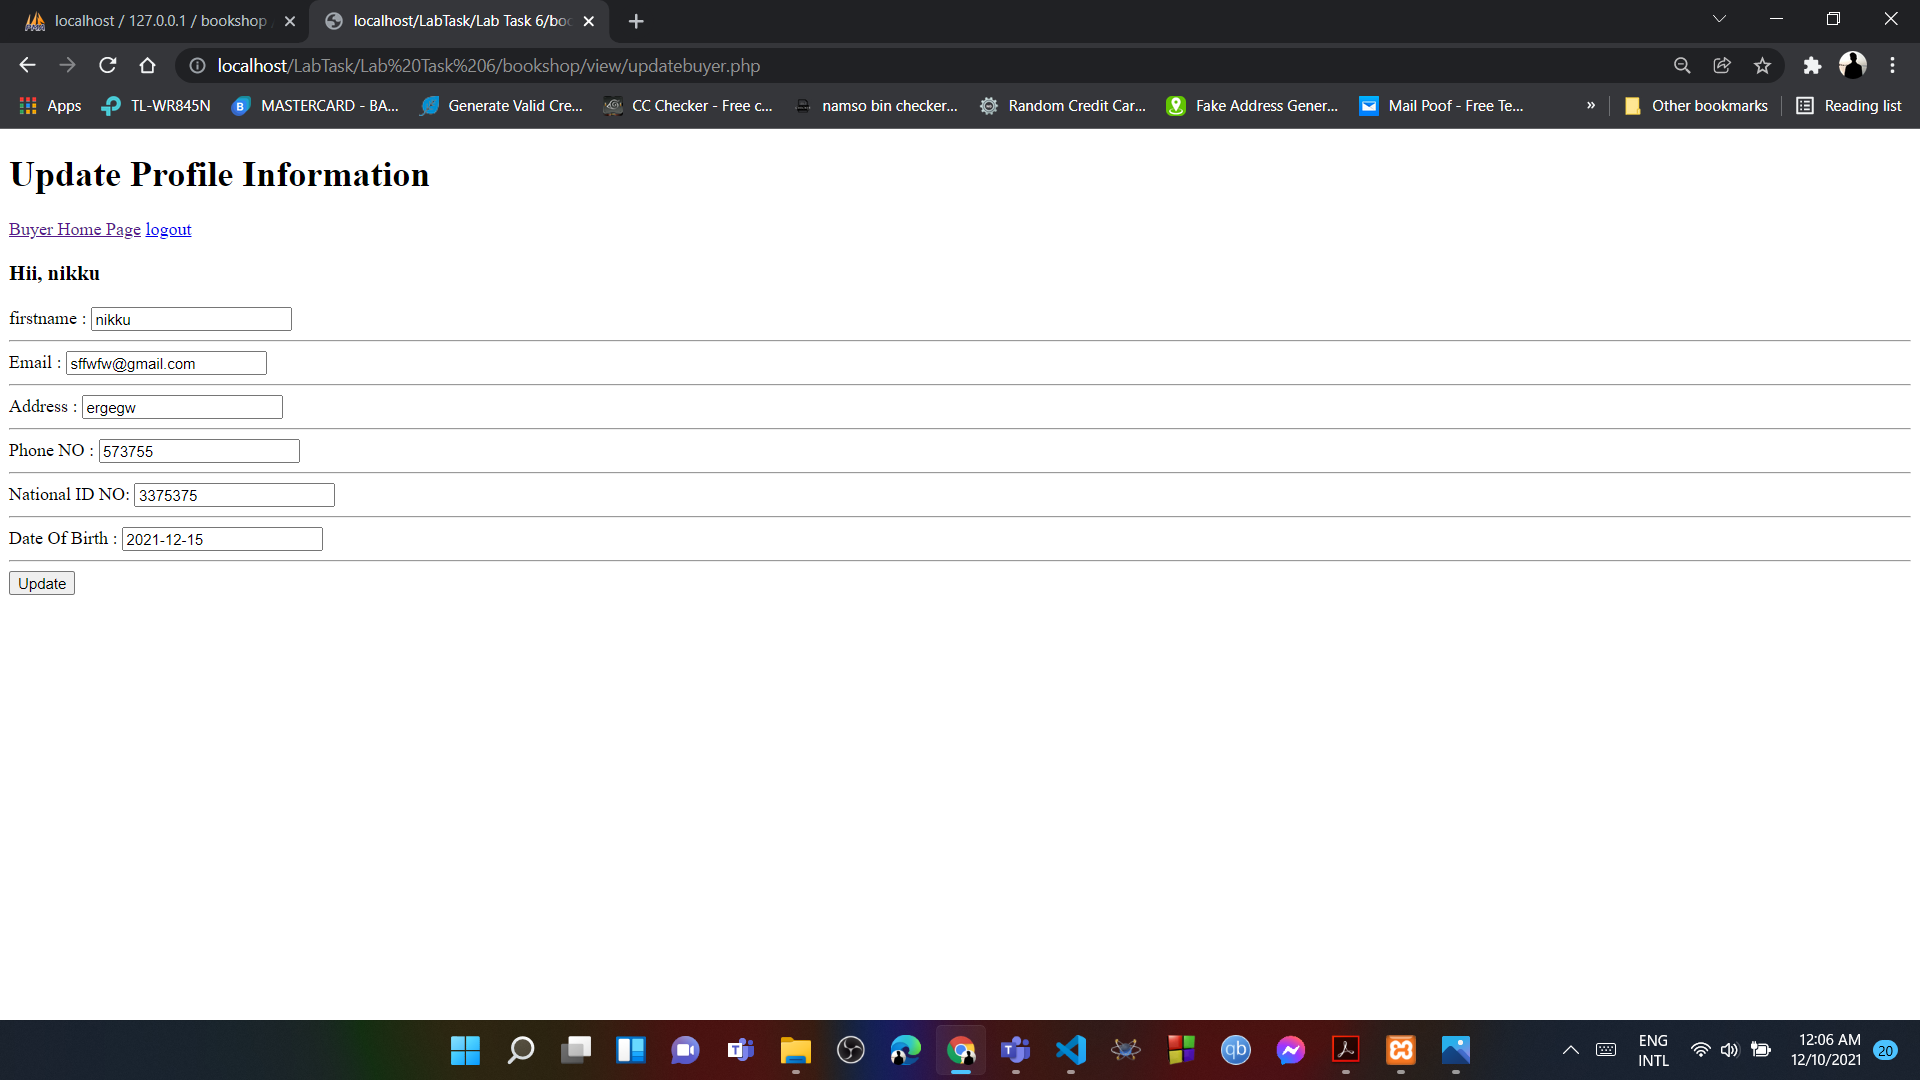 localhost / 127.0.0.1 / bookshop
localhost/LabTask/Lab Task 6/boo
localhost/LabTask/Lab%20Task%206/bookshop/view/updatebuyer.php
Apps TL-WR845N MASTERCARD - BA... Generate Valid Cre... CC Checker - Free c... namso bin checker... Random Credit Car... Fake Address Gener... Mail Poof - Free Te... » Other bookmarks Reading list
Update Profile Information
Buyer Home Page logout
Hii, nikku
firstname : nikku
Email : sffwfw@gmail.com
Address : ergegw
Phone NO : 573755
National ID NO: 3375375
Date Of Birth : 2021-12-15
Update
ENG
INTL
12:06 AM
12/10/2021
20
qb